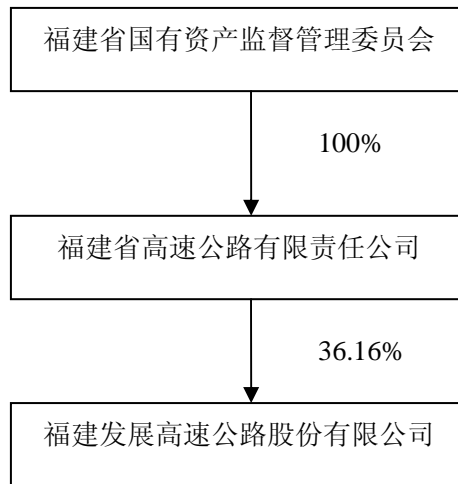 福建省国有资产监督管理委员会
100%
福建省高速公路有限责任公司
36.16%
福建发展高速公路股份有限公司